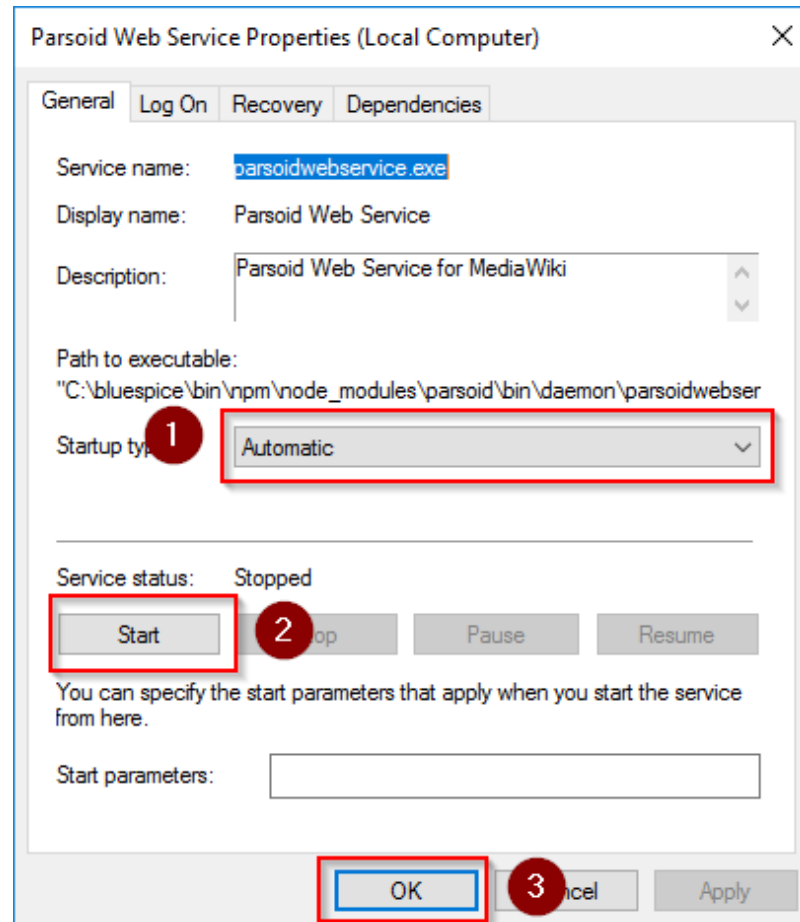 Parsoid Web Service Properties (Local Computer)
General Log On Recovery Dependencies
Service name: parsoidwebservice.exe
Display name: Parsoid Web Service
Description: Parsoid Web Service for MediaWiki
Path to executable:
"C:\bluespice\bin\npm\node_modules\parsoid\bin\daemon\parsoidwebser
Startup 1 Automatic
Service status: Stopped
Start 2 Pause Resume
You can specify the start parameters that apply when you start the service
from here.
Start parameters:
OK 3 Apply